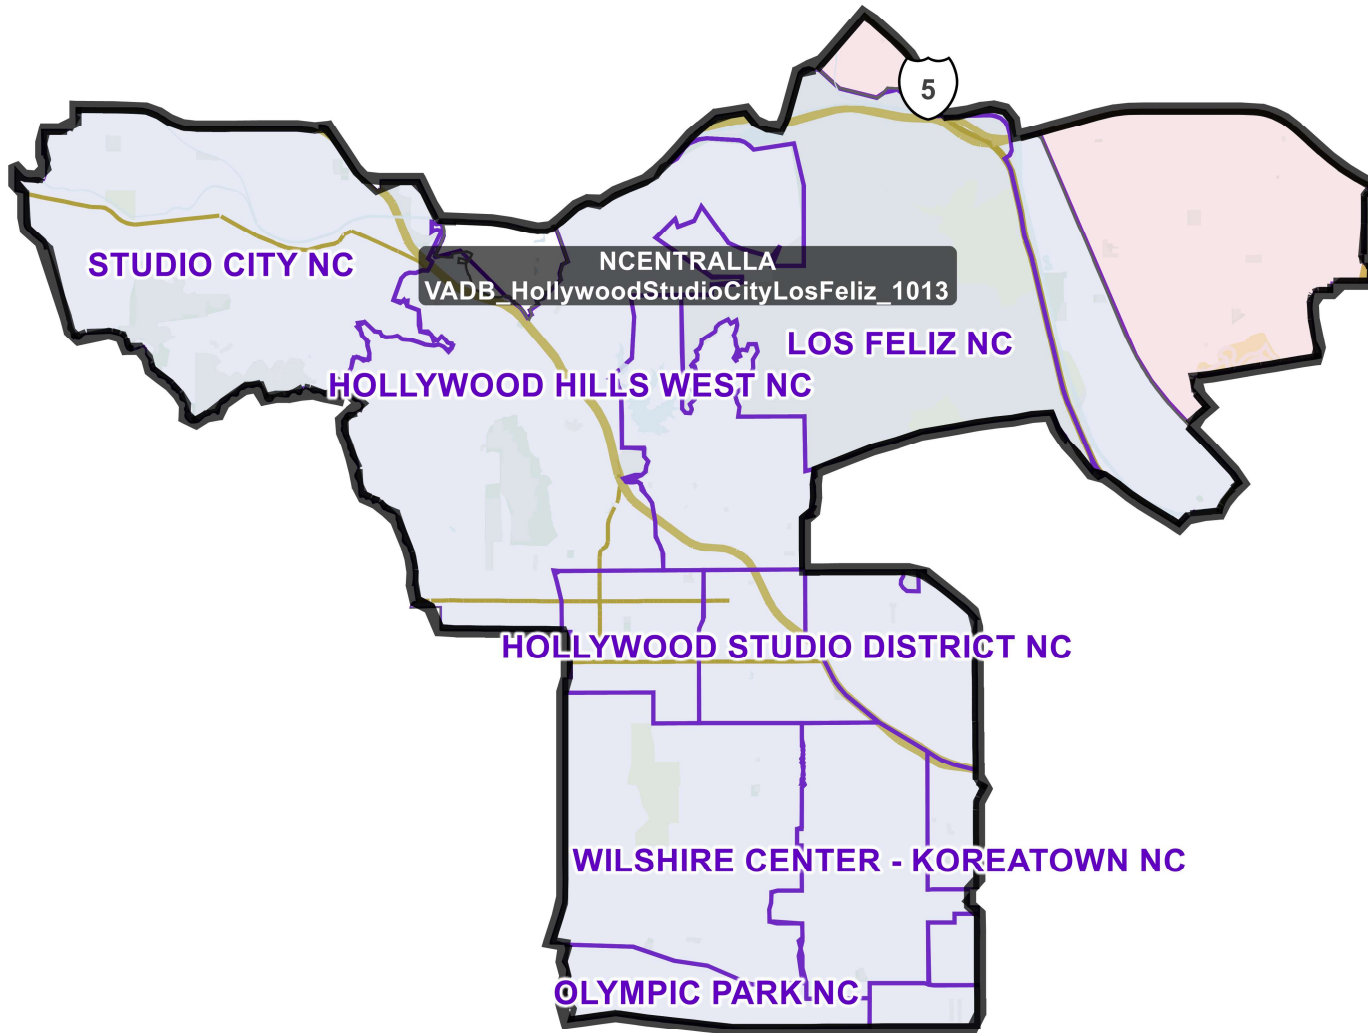 5
STUDIO CITY NC
NCENTRALLA
VADB_HollywoodStudioCityLosFeliz_1013
LOS FELIZ NC
HOLLYWOOD HILLS WEST NC
HOLLYWOOD STUDIO DISTRICT NC
WILSHIRE CENTER - KOREATOWN NC
OLYMPIC PARK NC